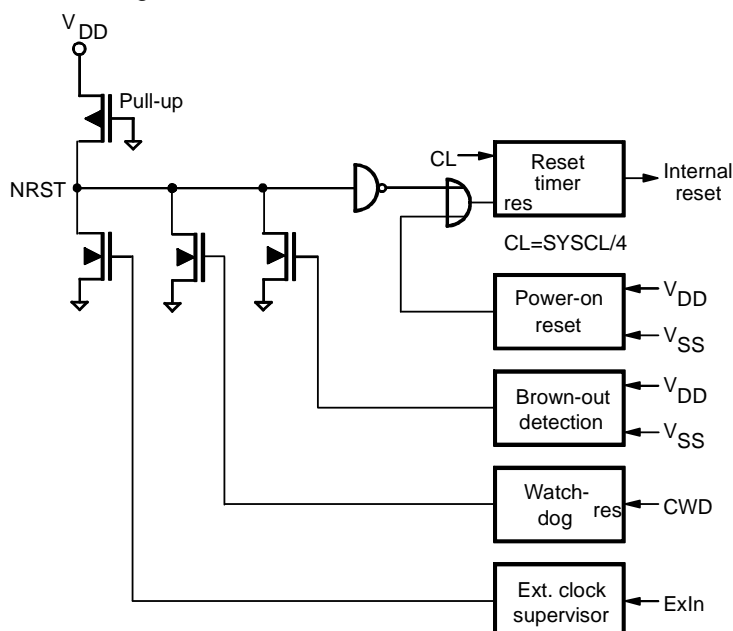 VDD
Pull-up
NRST
CL
Reset
timer
res
Internal
reset
CL=SYSCL/4
Power-on
reset
VDD
VSS
Brown-out
detection
VDD
VSS
Watch-
dog
res
CWD
Ext. clock
supervisor
ExIn